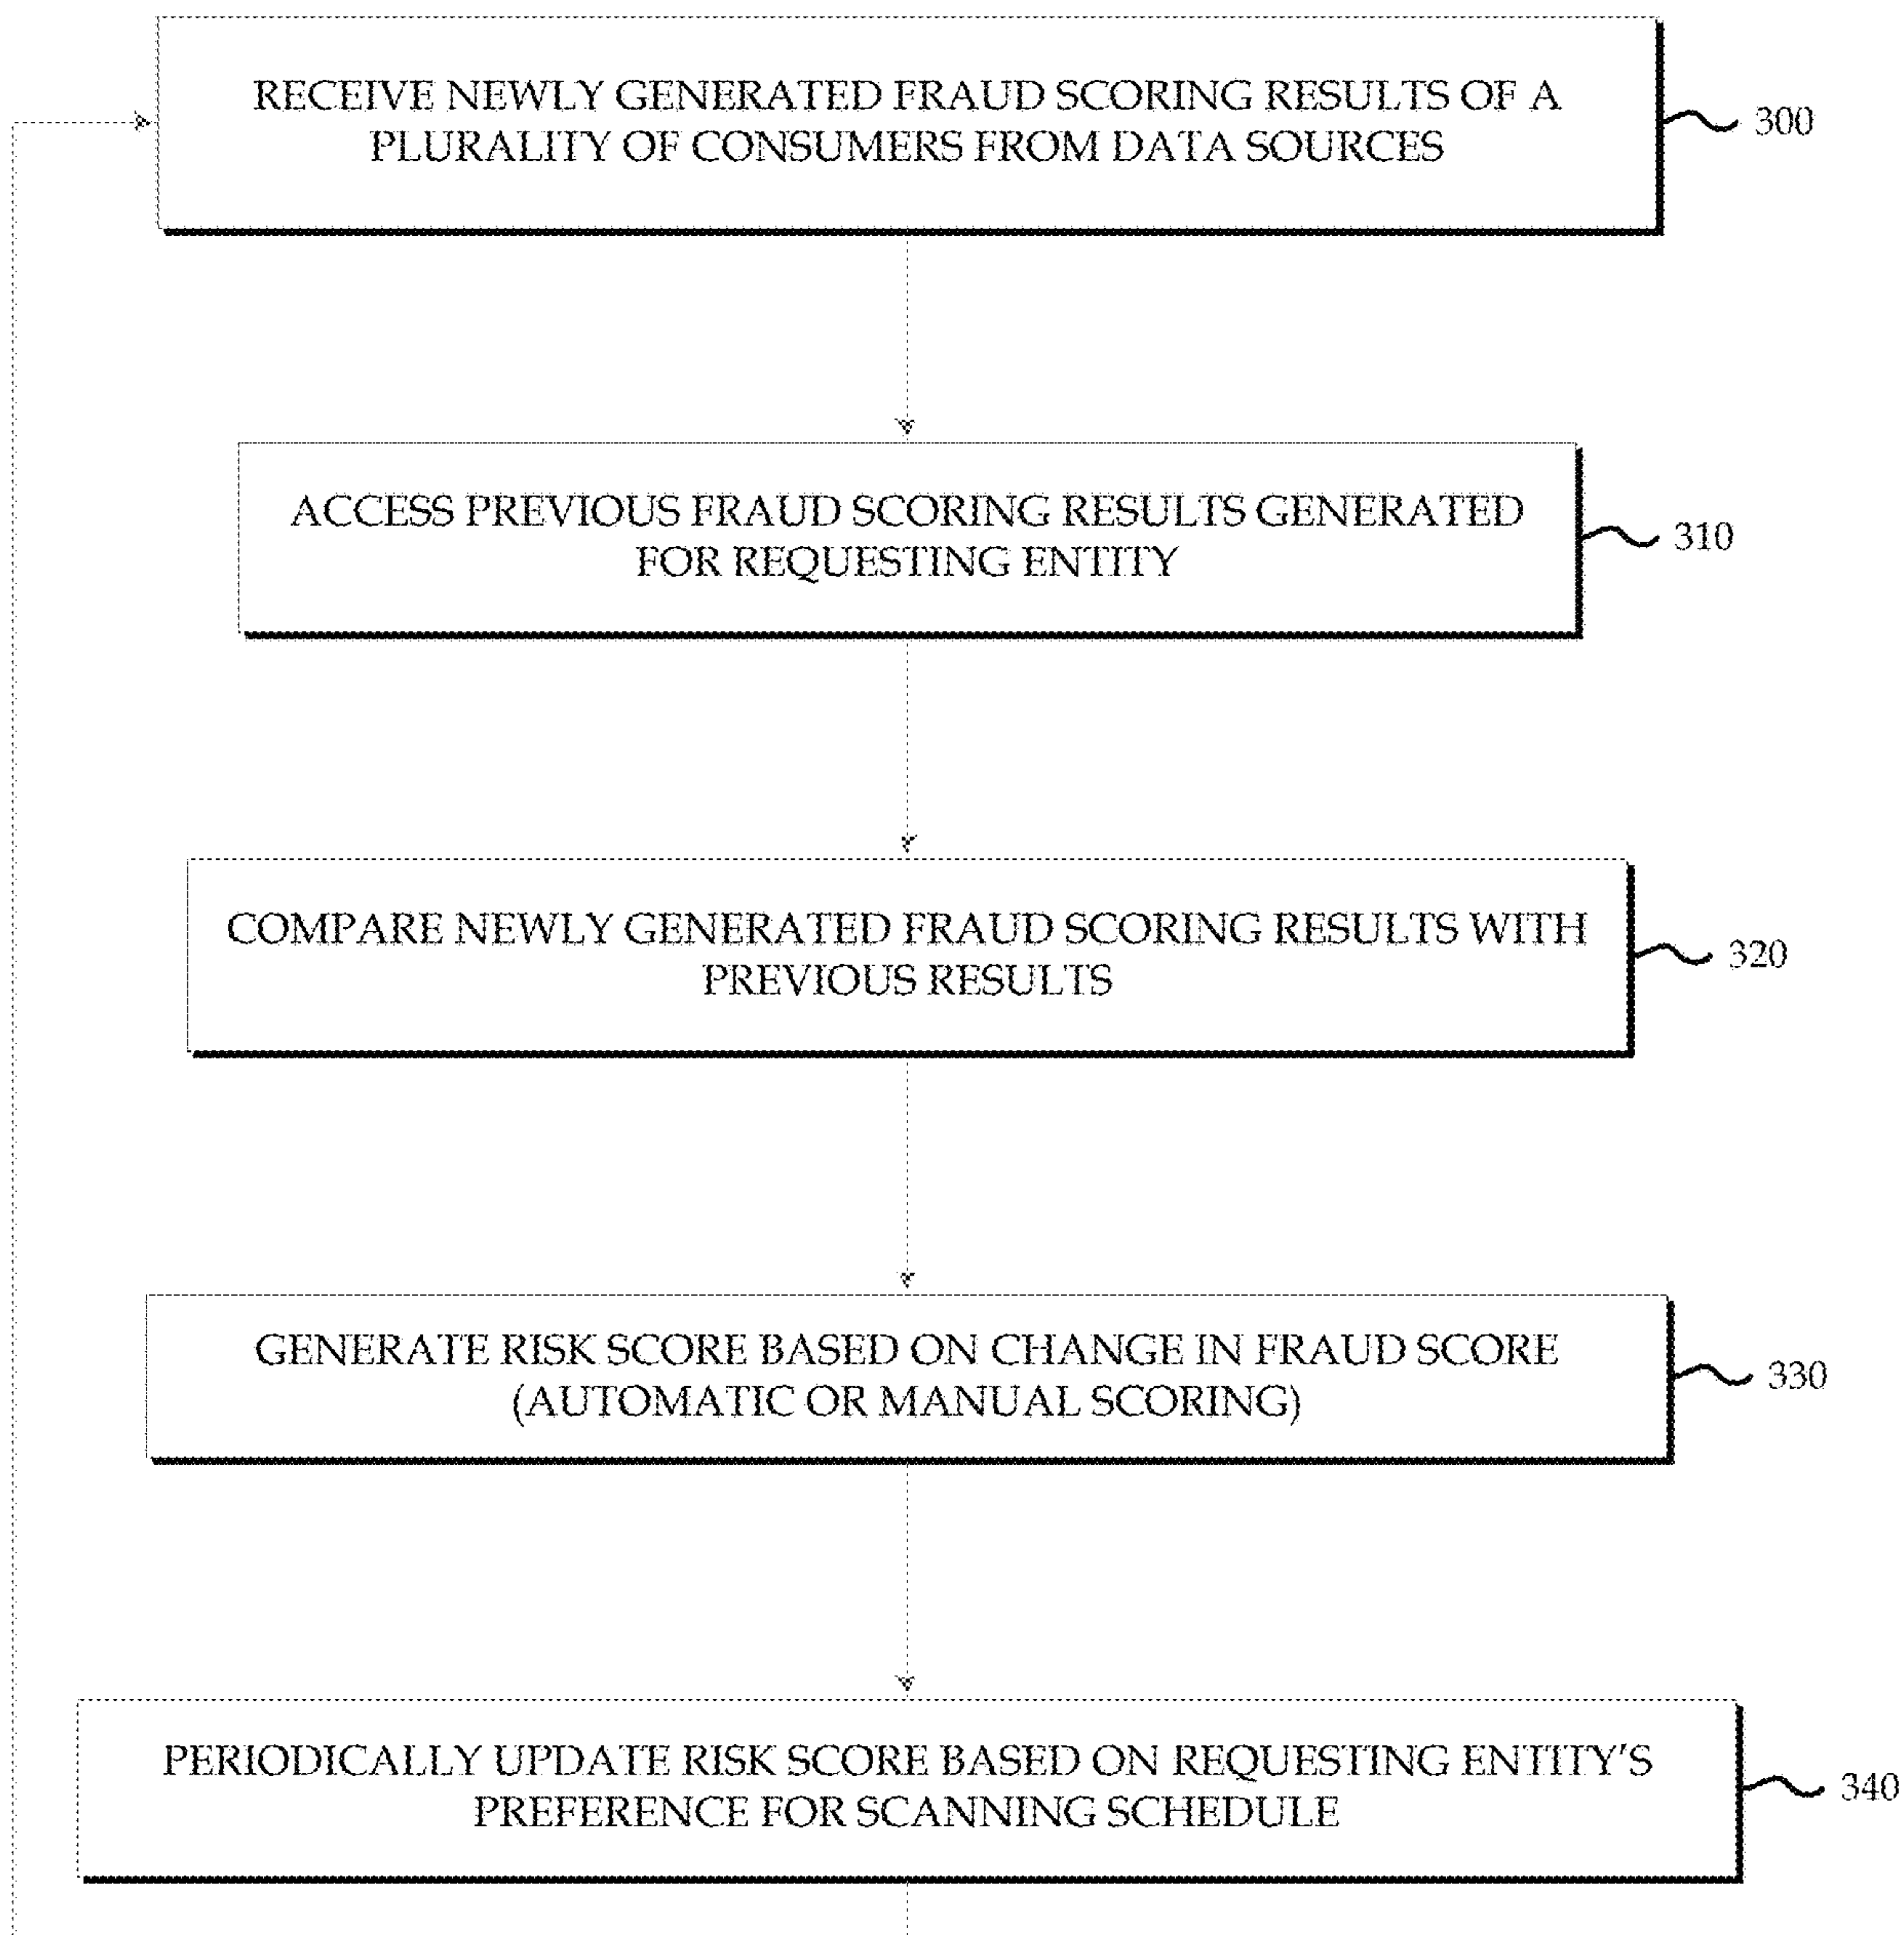 RECEIVE NEWLY GENERATED FRAUD SCORING RESULTS OF A
PLURALITY OF CONSUMERS FROM DATA SOURCES
300
ACCESS PREVIOUS FRAUD SCORING RESULTS GENERATED
FOR REQUESTING ENTITY
310
COMPARE NEWLY GENERATED FRAUD SCORING RESULTS WITH
PREVIOUS RESULTS
320
GENERATE RISK SCORE BASED ON CHANGE IN FRAUD SCORE
(AUTOMATIC OR MANUAL SCORING)
330
PERIODICALLY UPDATE RISK SCORE BASED ON REQUESTING ENTITY'S
PREFERENCE FOR SCANNING SCHEDULE
340